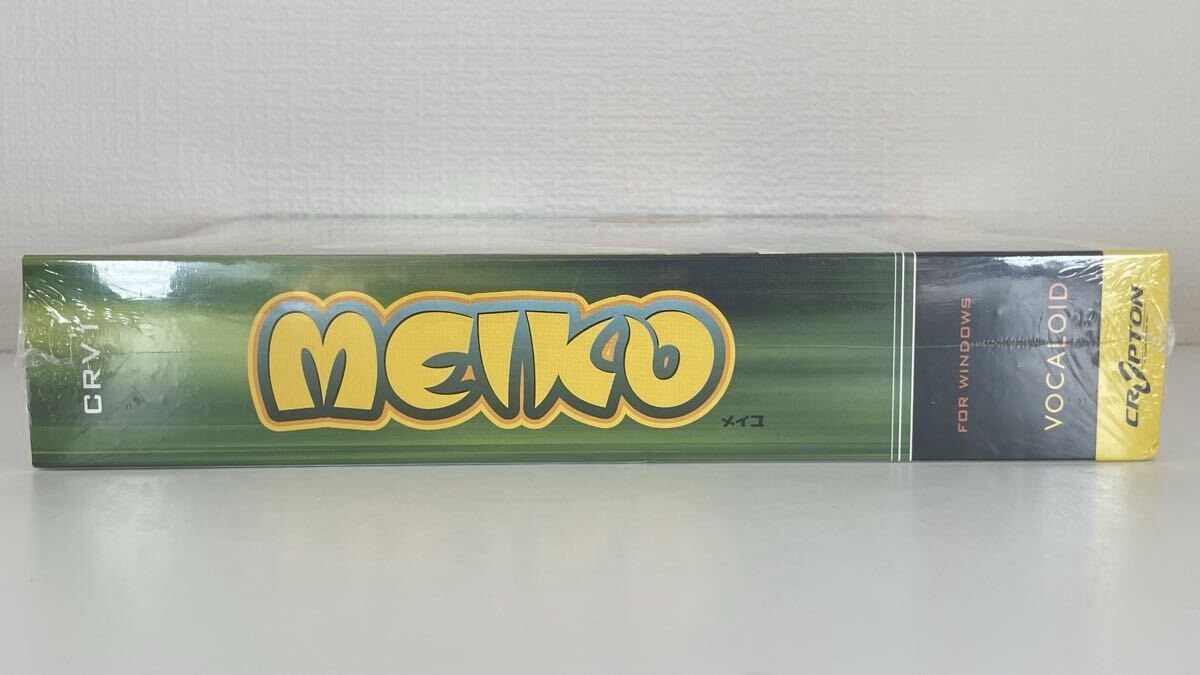 CRV1
MEIKO
メイコ
FOR WINDOWS
VOCALOID
CRYPTON